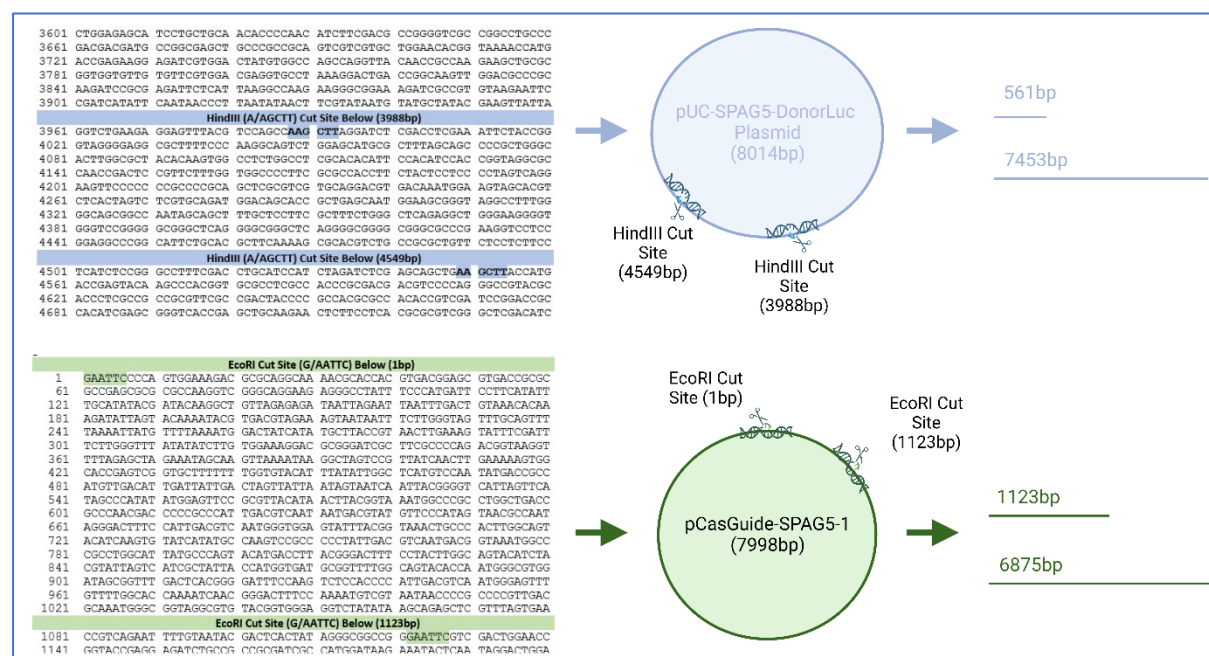 3601 CTGGAGAGCA TCCTGCTGCA ACACCCCAAC ATCTTCGACG CCGGGGTCGC CGGCCTGCCC
3661 GACGACGATG CCGGCGAGCT GCCCGCCGCG GTCGTCGTGC TGGAACACGG TAAAACCATG
3721 ACCGAGAAGG AGATCGTGGA CTATGTGGCC AGCCAGGTTA CAACCGCCAA GAAGCTGCGC
3781 GGTGGTGTTG TGTTCGTGGA CGAGGTGCCT AAAGGACTGA CCGGCAAGTT GGACGCCCGC
3841 AAGATCCGCG AGATTCTCAT TAAGGCCAAG AAGGGCGGAA AGATCGCCGT GTAAGAATTC
3901 CGATCATATT CAATAACCCT TAATATAACT TCGTATAATG TATGCTATAC GAAGTTATTA
HindIII (A/AGCTT) Cut Site Below (3988bp)
3961 GGTCTGAAGA GGAGTTTACG TCCAGCCAAG CTTAGGATCT CGACCTCGAA ATTCTACCGG
4021 GTAGGGGAGG CGCTTTTCCC AAGGCAGTCT GGAGCATGCG CTTTAGCAGC CCCGCTGGGC
4081 ACTTGGCGCT ACACAAGTGG CCTCTGGCCT CGCACACATT CCACATCCAC CGGTAGGCGC
4141 CAACCGACTC CGTTCTTTGG TGGCCCCTTC GCGCCACCTT CTACTCCTCC CCTAGTCAGG
4201 AAGTTCCCCC CCGCCCCGCA GCTCGCGTCG TGCAGGACGT GACAAATGGA AGTAGCACGT
4261 CTCACTAGTC TCGTGCAGAT GGACAGCACC GCTGAGCAAT GGAAGCGGGT AGGCCTTTGG
4321 GGCAGCGGCC AATAGCAGCT TTGCTCCTTC GCTTTCTGGG CTCAGAGGCT GGGAAGGGGT
4381 GGGTCCGGGG GCGGGCTCAG GGGCGGGCTC AGGGGCGGGG CGGGCGCCCG AAGGTCCTCC
4441 GGAGGCCCGG CATTCTGCAC GCTTCAAAAG CGCACGTCTG CCGCGCTGTT CTCCTCTTCC
HindIII (A/AGCTT) Cut Site Below (4549bp)
4501 TCATCTCCGG GCCTTTCGAC CTGCATCCAT CTAGATCTCG AGCAGCTGAA GCTTACCATG
4561 ACCGAGTACA AGCCCACGGT GCGCCTCGCC ACCCGCGACG ACGTCCCCAG GGCCGTACGC
4621 ACCCTCGCCG CCGCGTTCGC CGACTACCCC GCCACGCGCC ACACCGTCGA TCCGGACCGC
4681 CACATCGAGC GGGTCACCGA GCTGCAAGAA CTCTTCCTCA CGCGCGTCGG GCTCGACATC
pUC-SPAG5-DonorLuc
Plasmid
(8014bp)
HindIII Cut
Site
(4549bp)
HindIII Cut
Site
(3988bp)
561bp
7453bp
EcoRI Cut Site (G/AATTC) Below (1bp)
1 GAATTCCCCA GTGGAAAGAC GCGCAGGCAA AACGCACCAC GTGACGGAGC GTGACCGCGC
61 GCCGAGCGCG CGCCAAGGTC GGGCAGGAAG AGGGCCTATT TCCCATGATT CCTTCATATT
121 TGCATATACG ATACAAGGCT GTTAGAGAGA TAATTAGAAT TAATTTGACT GTAAACACAA
181 AGATATTAGT ACAAAATACG TGACGTAGAA AGTAATAATT TCTTGGGTAG TTTGCAGTTT
241 TAAAATTATG TTTTAAAATG GACTATCATA TGCTTACCGT AACTTGAAAG TATTTCGATT
301 TCTTGGGTTT ATATATCTTG TGGAAAGGAC GCGGGATCGC TTCGCCCCAG ACGGTAAGGT
361 TTTAGAGCTA GAAATAGCAA GTTAAAATAA GGCTAGTCCG TTATCAACTT GAAAAAGTGG
421 CACCGAGTCG GTGCTTTTTT TGGTGTACAT TTATATTGGC TCATGTCCAA TATGACCGCC
481 ATGTTGACAT TGATTATTGA CTAGTTATTA ATAGTAATCA ATTACGGGGT CATTAGTTCA
541 TAGCCCATAT ATGGAGTTCC GCGTTACATA ACTTACGGTA AATGGCCCGC CTGGCTGACC
601 GCCCAACGAC CCCCGCCCAT TGACGTCAAT AATGACGTAT GTTCCCATAG TAACGCCAAT
661 AGGGACTTTC CATTGACGTC AATGGGTGGA GTATTTACGG TAAACTGCCC ACTTGGCAGT
721 ACATCAAGTG TATCATATGC CAAGTCCGCC CCCTATTGAC GTCAATGACG GTAAATGGCC
781 CGCCTGGCAT TATGCCCAGT ACATGACCTT ACGGGACTTT CCTACTTGGC AGTACATCTA
841 CGTATTAGTC ATCGCTATTA CCATGGTGAT GCGGTTTTGG CAGTACACCA ATGGGCGTGG
901 ATAGCGGTTT GACTCACGGG GATTTCCAAG TCTCCACCCC ATTGACGTCA ATGGGAGTTT
961 GTTTTGGCAC CAAAATCAAC GGGACTTTCC AAAATGTCGT AATAACCCCG CCCCGTTGAC
1021 GCAAATGGGC GGTAGGCGTG TACGGTGGGA GGTCTATATA AGCAGAGCTC GTTTAGTGAA
EcoRI Cut Site (G/AATTC) Below (1123bp)
1081 CCGTCAGAAT TTTGTAATAC GACTCACTAT AGGGCGGCCG GGAATTCGTC GACTGGAACC
1141 GGTACCGAGG AGATCTGCCG CCGCGATCGC CATGGATAAG AAATACTCAA TAGGACTGGA
EcoRI Cut
Site (1bp)
EcoRI Cut
Site
(1123bp)
pCasGuide-SPAG5-1
(7998bp)
1123bp
6875bp